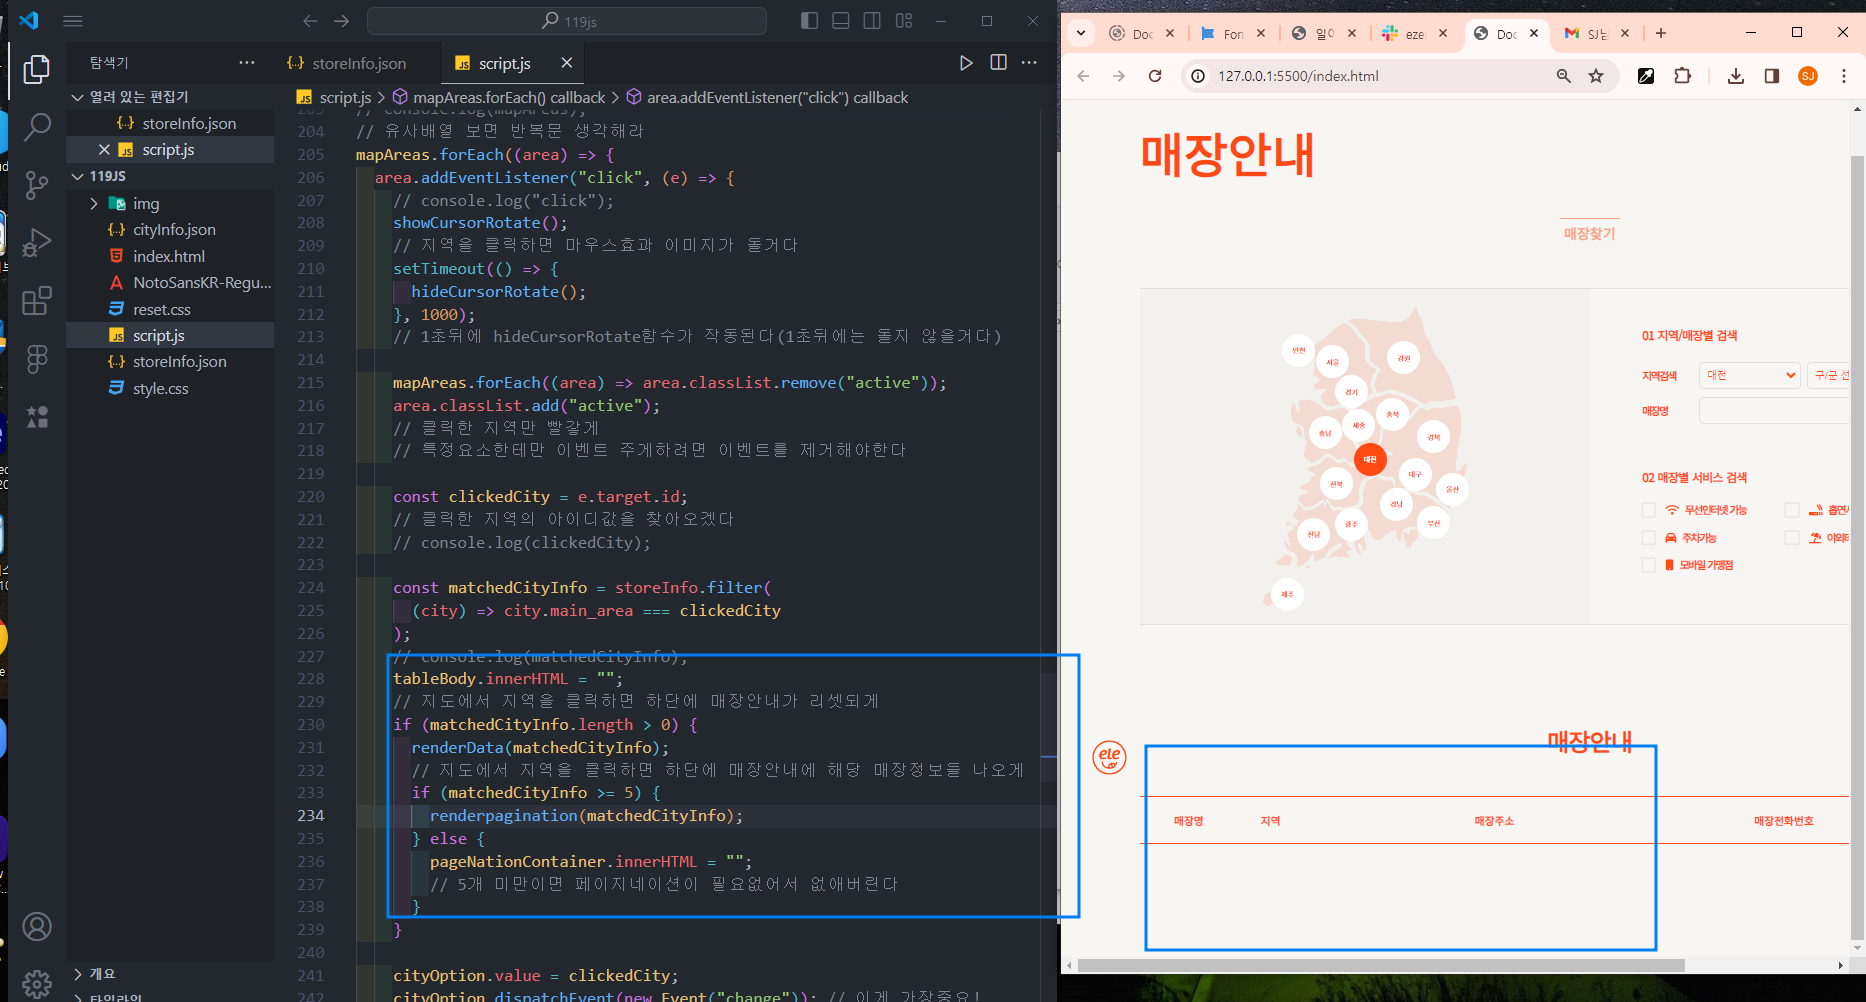 119js
탐색기
열려 있는 편집기
storeInfo.json
script.js
119JS
img
cityInfo.json
index.html
NotoSansKR-Regu...
reset.css
script.js
storeInfo.json
style.css
개요
타임라인
storeInfo.json
script.js
script.js > mapAreas.forEach() callback > area.addEventListener("click") callback
203 // console.log(mapAreas);
204 // 유사배열 보면 반복문 생각해라
205 mapAreas.forEach((area) => {
206 area.addEventListener("click", (e) => {
207 // console.log("click");
208 showCursorRotate();
209 // 지역을 클릭하면 마우스효과 이미지가 돌거다
210 setTimeout(() => {
211 hideCursorRotate();
212 }, 1000);
213 // 1초뒤에 hideCursorRotate함수가 작동된다(1초뒤에는 돌지 않을거다)
214
215 mapAreas.forEach((area) => area.classList.remove("active"));
216 area.classList.add("active");
217 // 클릭한 지역만 빨갛게
218 // 특정요소한테만 이벤트 주게하려면 이벤트를 제거해야한다
219
220 const clickedCity = e.target.id;
221 // 클릭한 지역의 아이디값을 찾아오겠다
222 // console.log(clickedCity);
223
224 const matchedCityInfo = storeInfo.filter(
225 (city) => city.main_area === clickedCity
226 );
227 // console.log(matchedCityInfo);
228 tableBody.innerHTML = "";
229 // 지도에서 지역을 클릭하면 하단에 매장안내가 리셋되게
230 if (matchedCityInfo.length > 0) {
231 renderData(matchedCityInfo);
232 // 지도에서 지역을 클릭하면 하단에 매장안내에 해당 매장정보들 나오게
233 if (matchedCityInfo >= 5) {
234 renderpagination(matchedCityInfo);
235 } else {
236 pageNationContainer.innerHTML = "";
237 // 5개 미만이면 페이지네이션이 필요없어서 없애버린다
238 }
239 }
240
241 cityOption.value = clickedCity;
242 cityOption.dispatchEvent(new Event("change")); // 이게 가장중요!
Doc
Fon
일이
ezer
Doc
SJ님
127.0.0.1:5500/index.html
SJ
매장안내
매장찾기
인천
서울
강원
경기
충북
세종
충남
경북
대전
대구
전북
울산
경남
광주
부산
전남
제주
01 지역/매장별 검색
지역검색
대전
구/군 선
매장명
02 매장별 서비스 검색
무선인터넷 가능
흡연시
주차가능
야외테
모바일 가맹점
매장안내
ele
매장명 지역 매장주소 매장전화번호